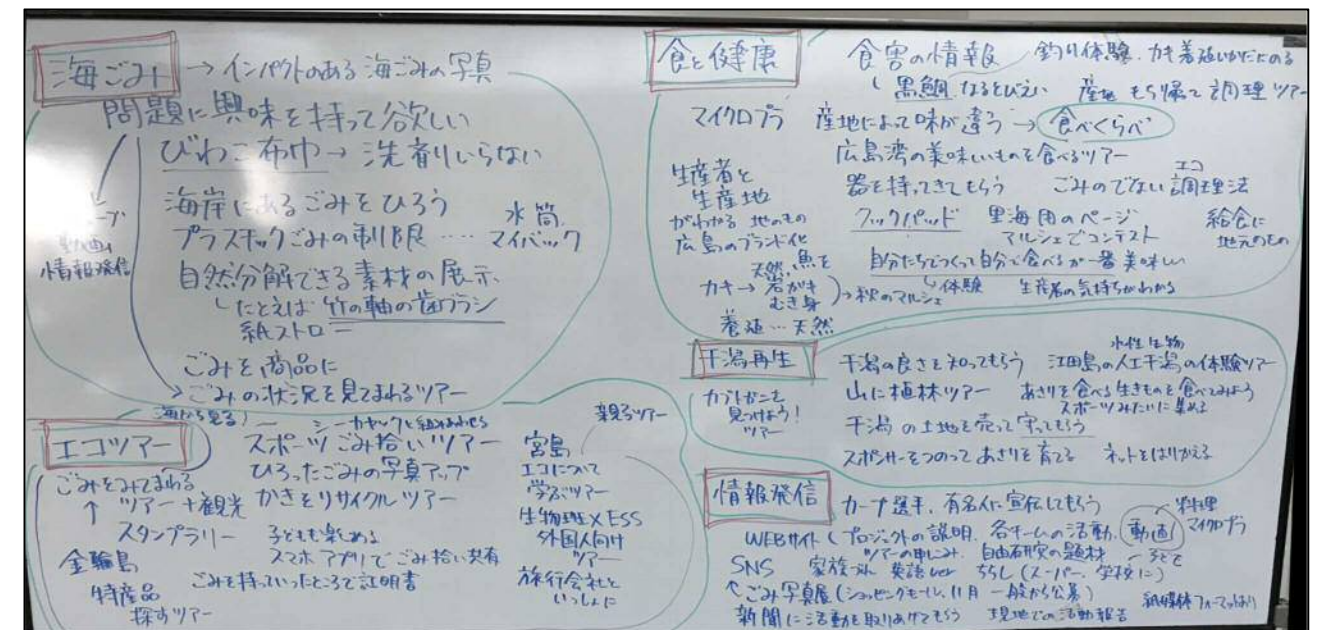 海ごみ → インパクトのある海ごみの写真
問題に興味を持って欲しい
びわこ布巾 → 洗剤いらない
海岸にあるごみをひろう
プラスチックごみの制限 …… 水筒、マイバック
動画
情報発信
自然分解できる素材の展示
たとえば 竹の軸の歯ブラシ
紙ストロー
ごみを商品に
ごみの状況を見てまわるツアー
エコツアー
海から見る
シーカヤックと組みあわせる
スポーツごみ拾いツアー
ひろったごみの写真アップ
ごみをみてまわる
ツアー+観光
かきをリサイクルツアー
スタンプラリー 子どもも楽しめる
スマホアプリでごみ拾い共有
金輪島
ごみを持っていったところで証明書
特産品
探すツアー
親子ツアー
宮島
エコについて
学ぶツアー
生物班×ESS
外国人向け
ツアー
旅行会社と
いっしょに
食と健康
食害の情報
釣り体験、カキ養殖いかだにのる
黒鯛、なるとびえい
産地 もち帰って調理ツアー
マイクロプラ
産地によって味が違う → 食べくらべ
広島湾の美味いものを食べるツアー
生産者と
生産地
がわかる 地のもの
広島のブランド化
器を持ってきてもらう
ごみのでないエコ調理法
クックパッド
里海用のページ
マルシェでコンテスト
給食に
地元のもの
自分たちでつくって自分で食べるが一番美味しい
天然、魚を
カキ → 岩がき
むき身
→ 秋のマルシェ
体験
生産者の気持ちがわかる
養殖…天然
干潟再生
干潟の良さを知ってもらう
水性生物
江田島の人工干潟の体験ツアー
カブトガニを
見つけよう!
ツアー
山に植林ツアー
あさりを食べる生きものを食べてみよう
スポーツみたいに集める
干潟の土地を売って守ってもらう
スポンサーをつのってあさりを育てる
ネットをはりかえる
情報発信
カープ選手、有名人に宣伝してもらう
WEBサイト
プロジェクトの説明、各チームの活動、動画
料理
マイクロプラ
ツアーの申しこみ、自由研究の題材
SNS
家族づれ 英語ver ちらし(スーパー、学校に)
ごみ写真展(ショッピングモール、11月 一般から公募)
新聞に活動を取りあげてもらう
現地での活動報告
紙媒体